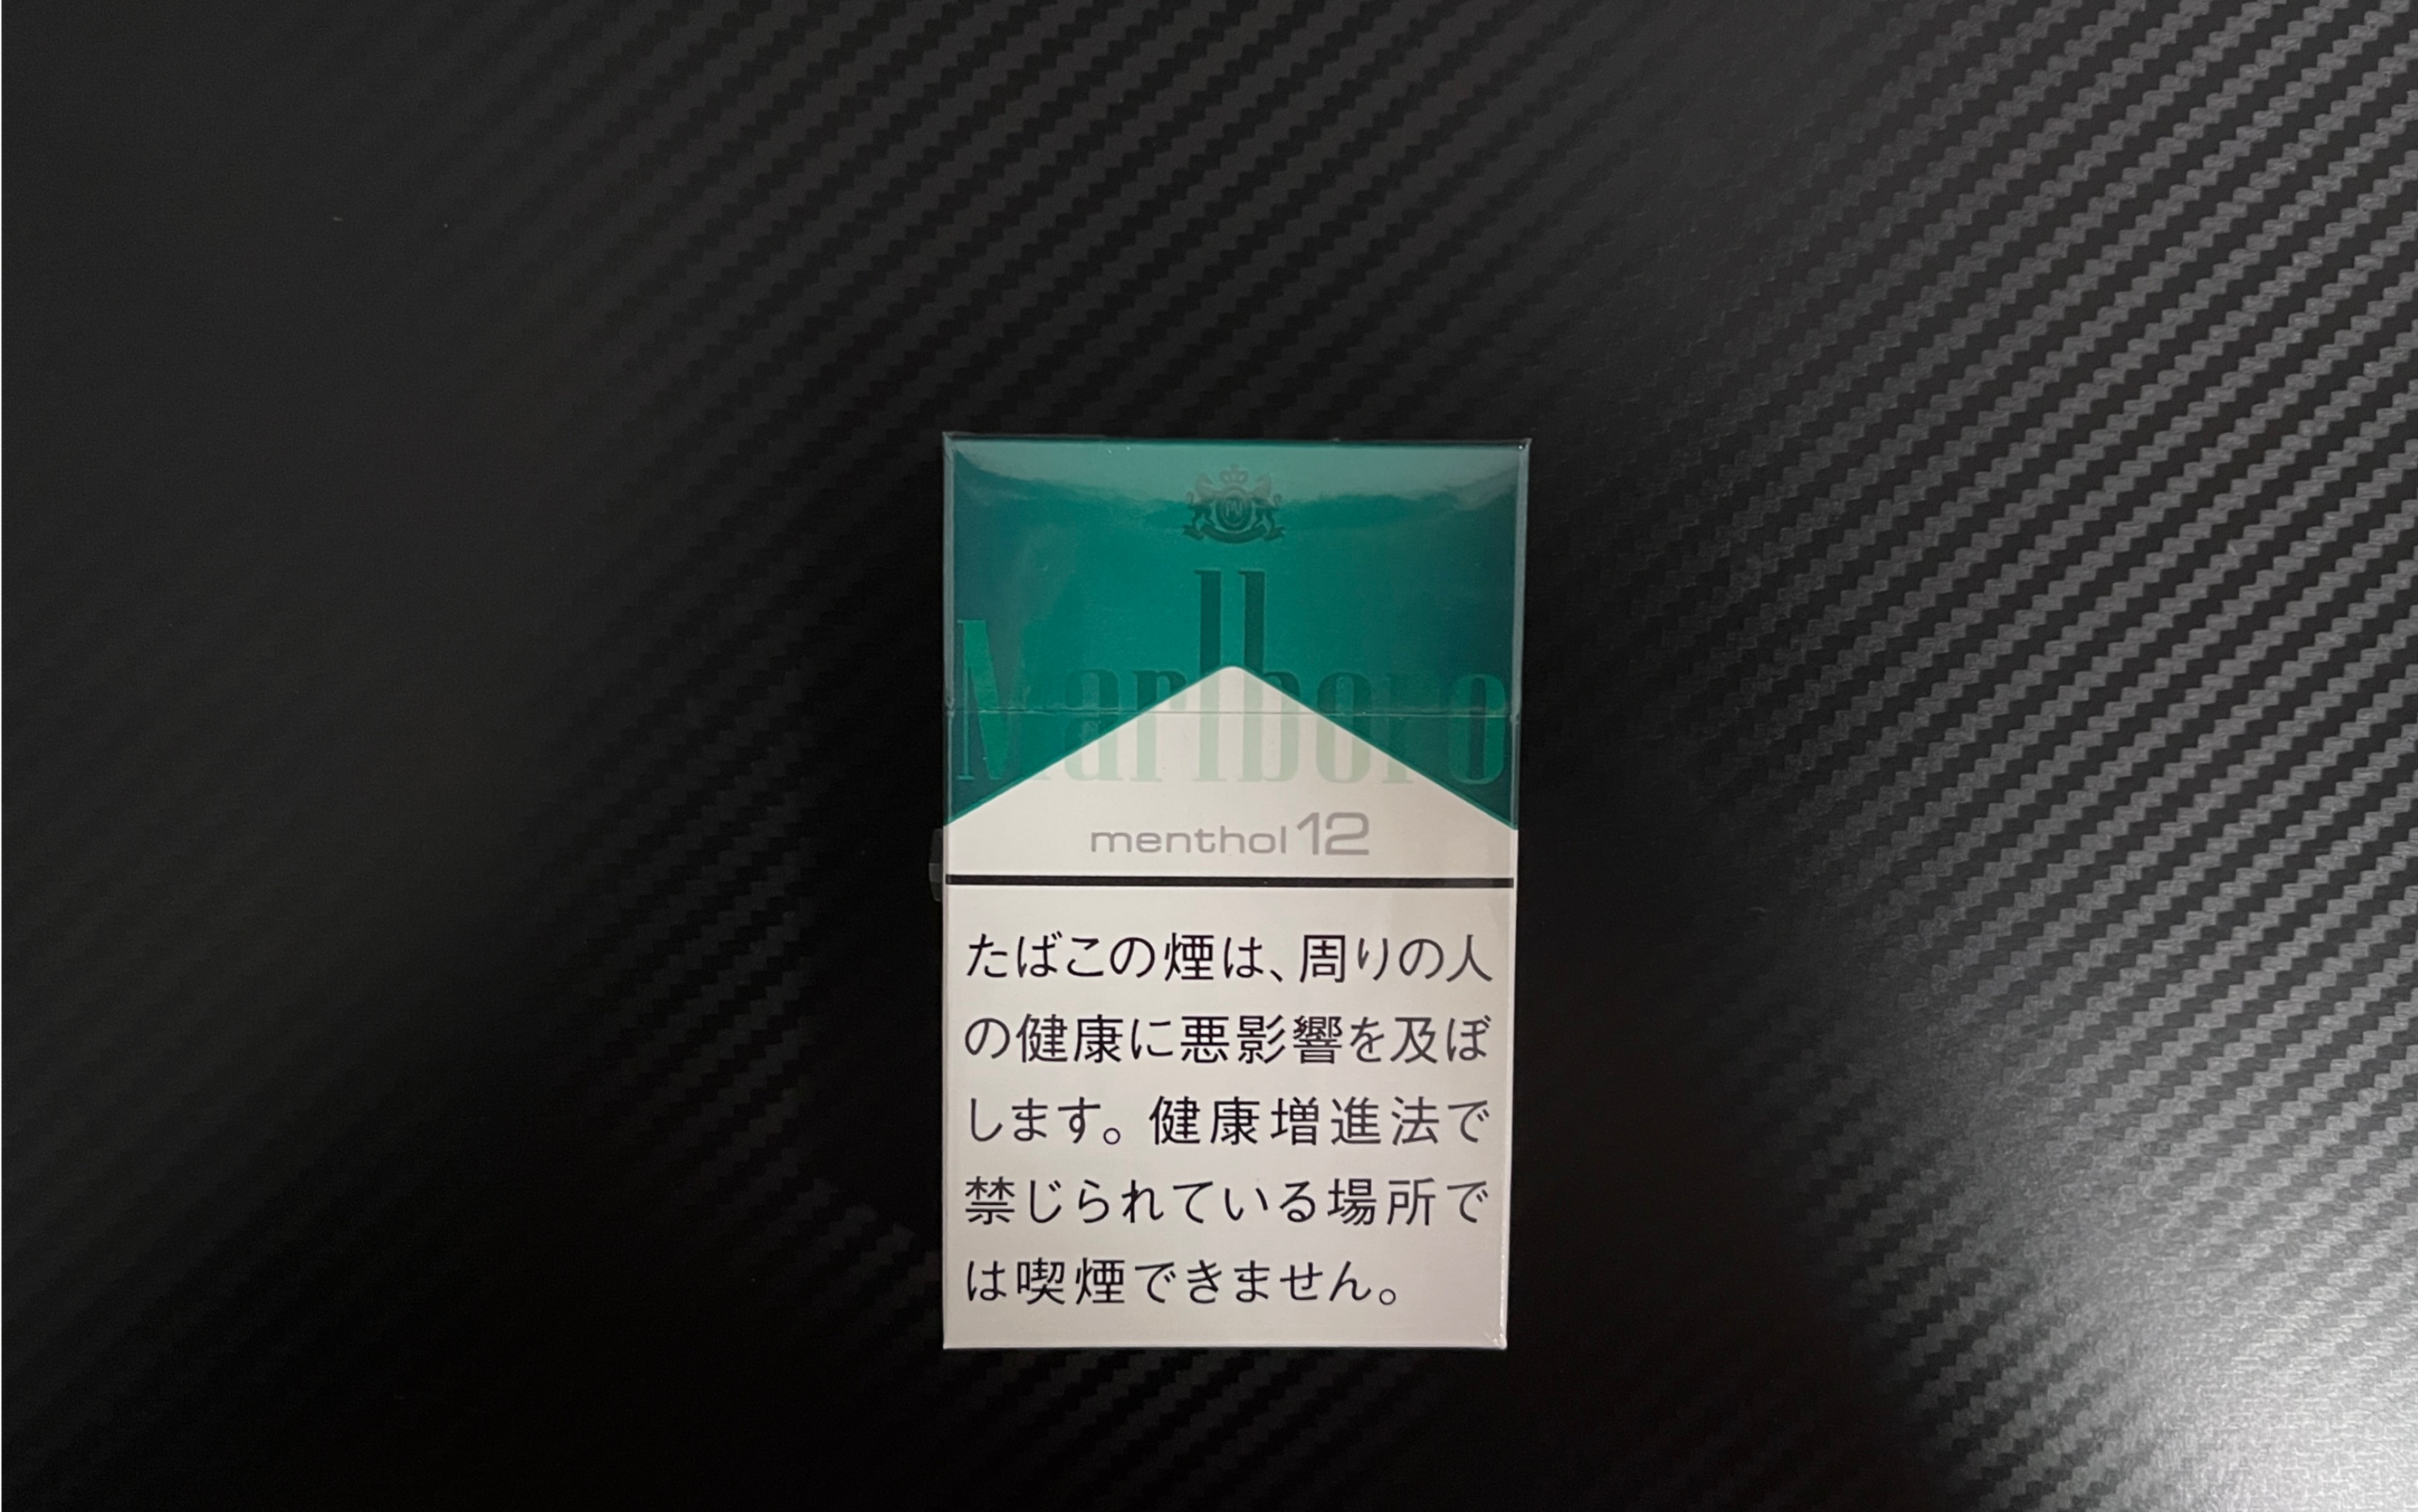 PM
Marlboro
menthol 12
たばこの煙は、周りの人
の健康に悪影響を及ぼ
します。健康増進法で
禁じられている場所で
は喫煙できません。